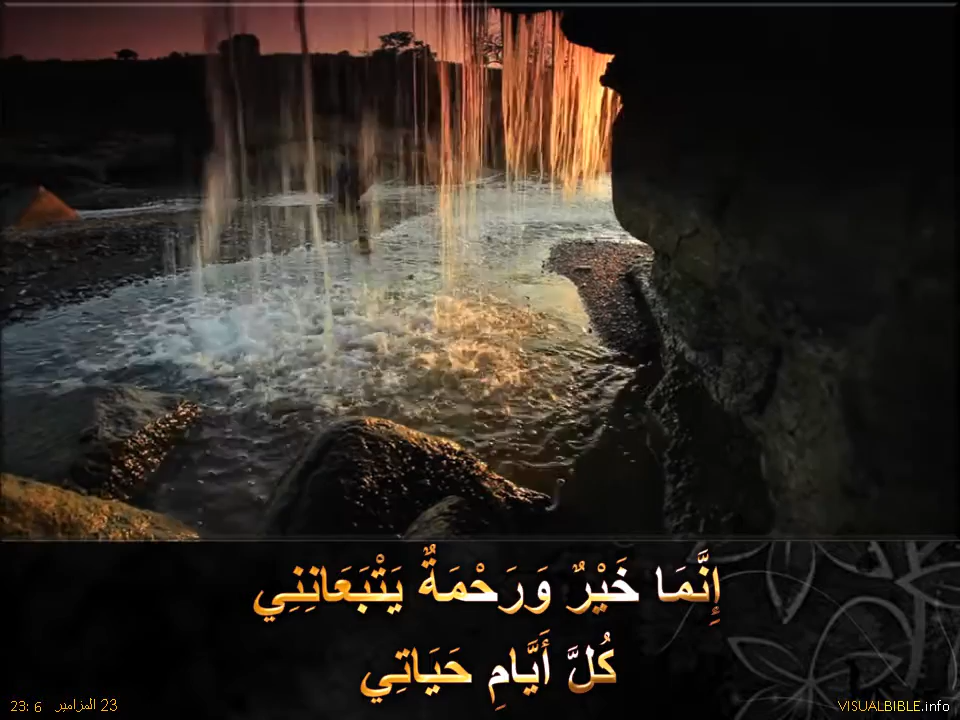 إِنَّمَا خَيْرٌ وَرَحْمَةٌ يَتْبَعَانِنِي
كُلَّ أَيَّامِ حَيَاتِي
23 المزامير 23: 6
VISUALBIBLE.info